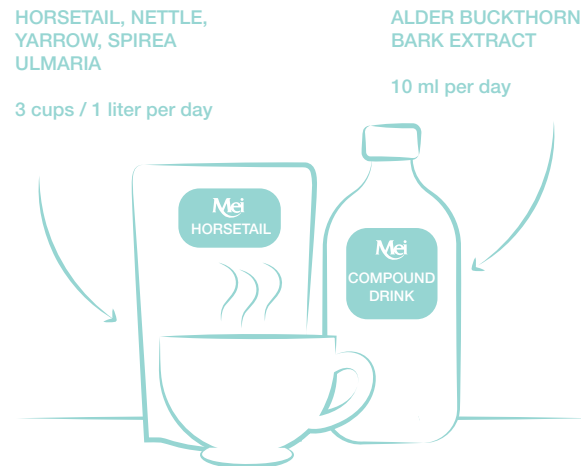 HORSETAIL, NETTLE,
YARROW, SPIREA
ULMARIA
3 cups / 1 liter per day
ALDER BUCKTHORN
BARK EXTRACT
10 ml per day
Mei
HORSETAIL
Mei
COMPOUND
DRINK